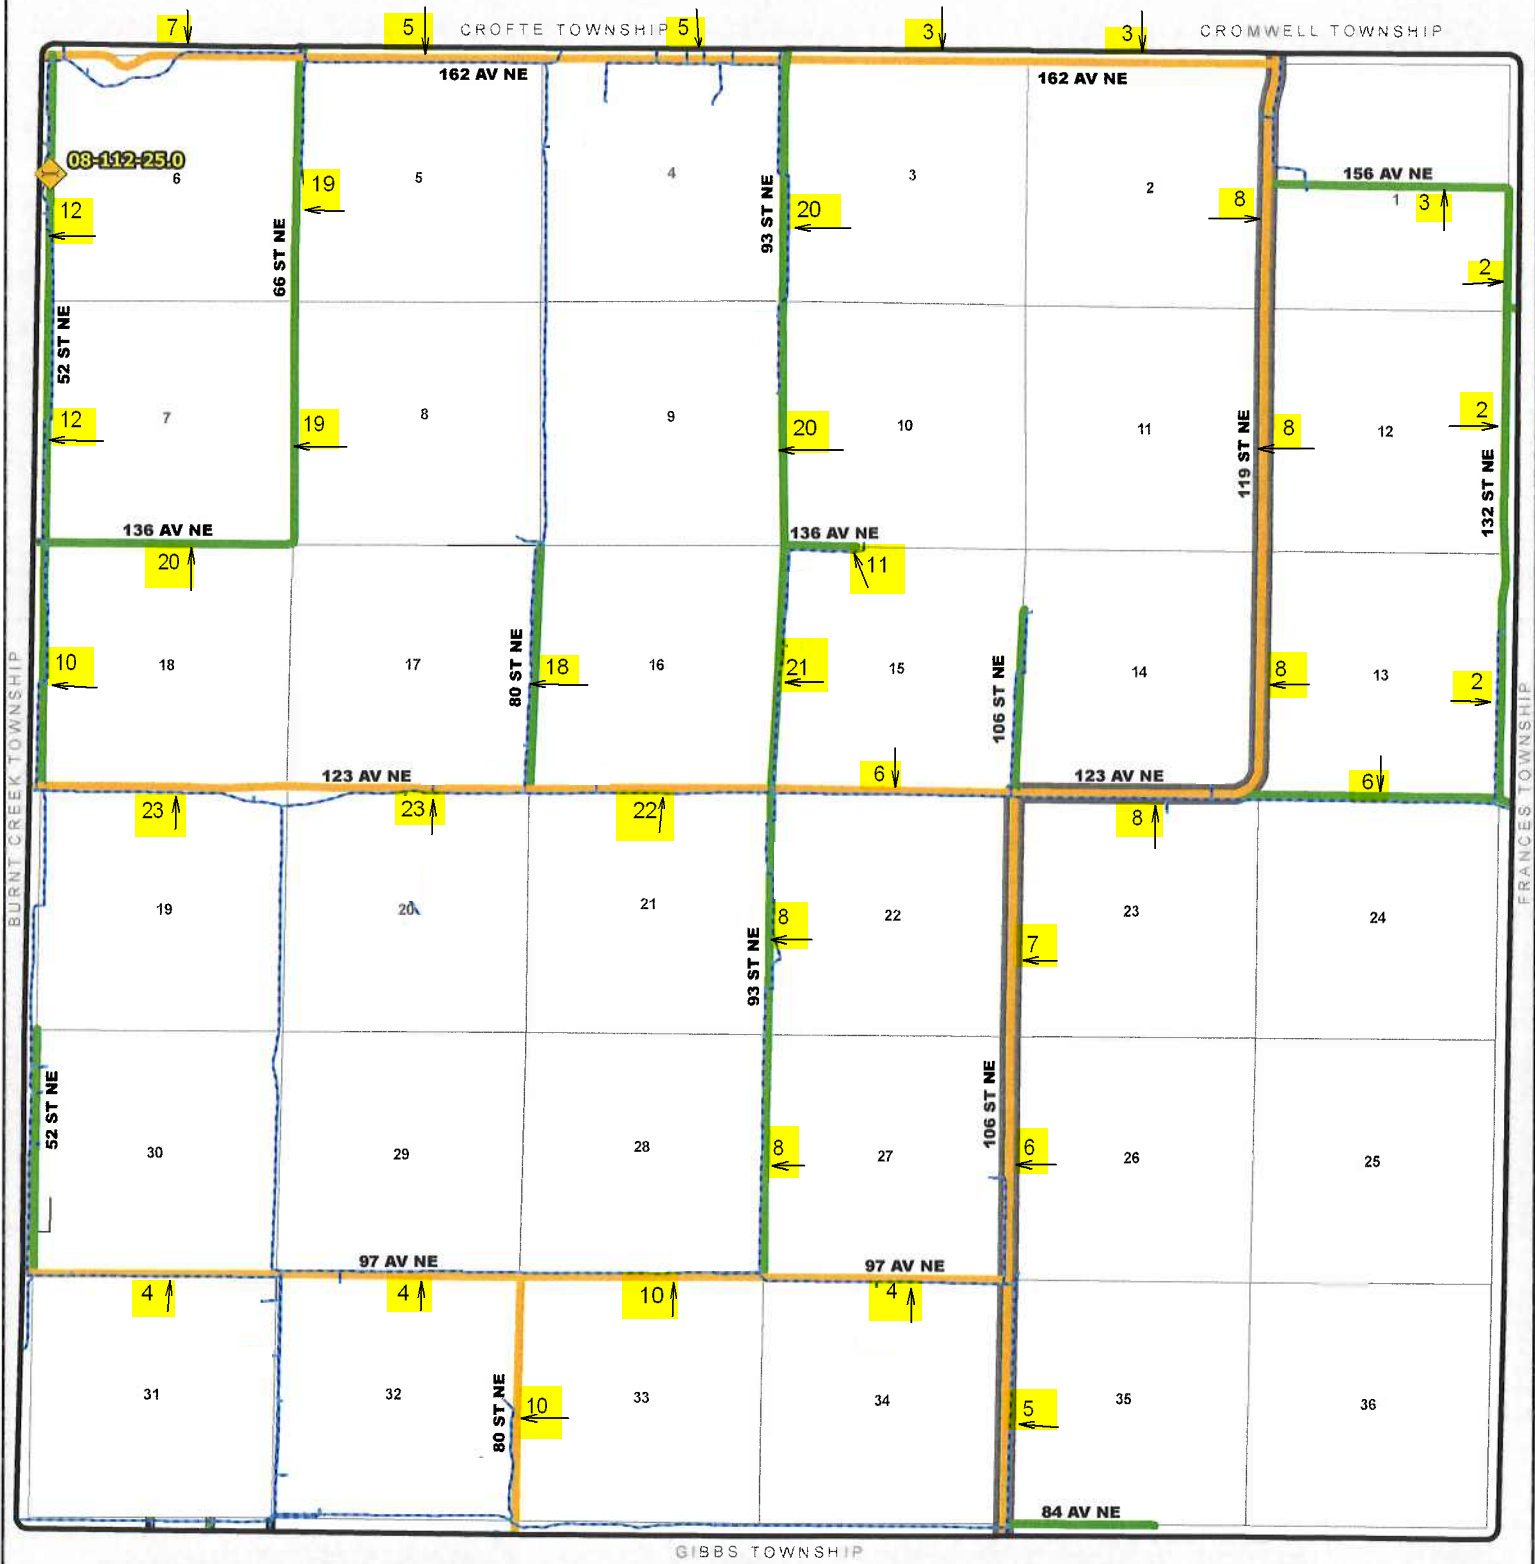 7
5
CROFTE TOWNSHIP
5
3
3
CROMWELL TOWNSHIP
162 AV NE
162 AV NE
08-112-25.0
6
5
4
3
2
156 AV NE
1
3
12
19
20
8
66 ST NE
93 ST NE
2
52 ST NE
12
7
19
8
9
20
10
11
119 ST NE
8
12
2
132 ST NE
136 AV NE
20
136 AV NE
11
BURNT CREEK TOWNSHIP
10
18
17
80 ST NE
18
16
21
15
106 ST NE
14
8
13
2
FRANCES TOWNSHIP
123 AV NE
6
123 AV NE
6
23
23
22
8
19
20
21
8
22
23
24
93 ST NE
7
52 ST NE
30
29
28
8
27
106 ST NE
6
26
25
97 AV NE
97 AV NE
4
4
10
4
31
32
80 ST NE
10
33
34
5
35
36
84 AV NE
GIBBS TOWNSHIP